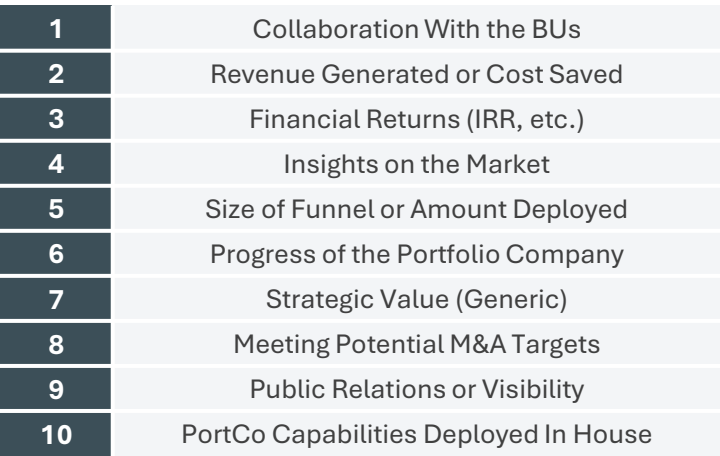 1 Collaboration With the BUs
2 Revenue Generated or Cost Saved
3 Financial Returns (IRR, etc.)
4 Insights on the Market
5 Size of Funnel or Amount Deployed
6 Progress of the Portfolio Company
7 Strategic Value (Generic)
8 Meeting Potential M&A Targets
9 Public Relations or Visibility
10 PortCo Capabilities Deployed In House